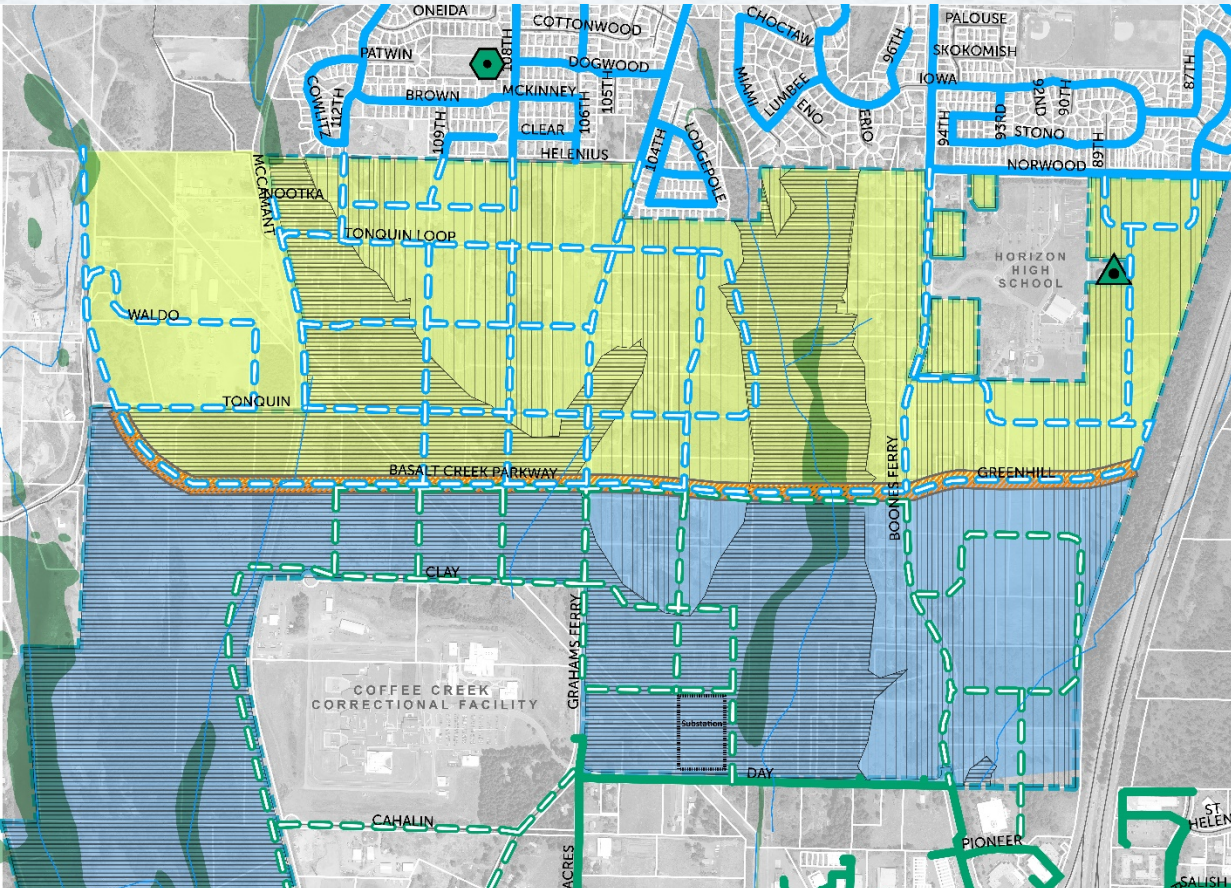 ONEIDA
COTTONWOOD
CHOCTAW
PALOUSE
PATWIN
108TH
DOGWOOD
96TH
SKOKOMISH
87TH
COWLITZ
112TH
BROWN
MCKINNEY
106TH
105TH
MIAMI
LUMBEE
ENO
ERIO
IOWA
94TH
93RD
92ND
90TH
109TH
CLEAR
STONO
HELENIUS
104TH
LODGEPOLE
NORWOOD
89TH
MCCAMANT
NOOTKA
TONQUIN LOOP
HORIZON
HIGH
SCHOOL
WALDO
TONQUIN
BASALT CREEK PARKWAY
BOONES FERRY
GREENHILL
CLAY
GRAHAMS FERRY
COFFEE CREEK
CORRECTIONAL FACILITY
Substation
DAY
CAHALIN
ACRES
PIONEER
ST
HELEN
SALISH